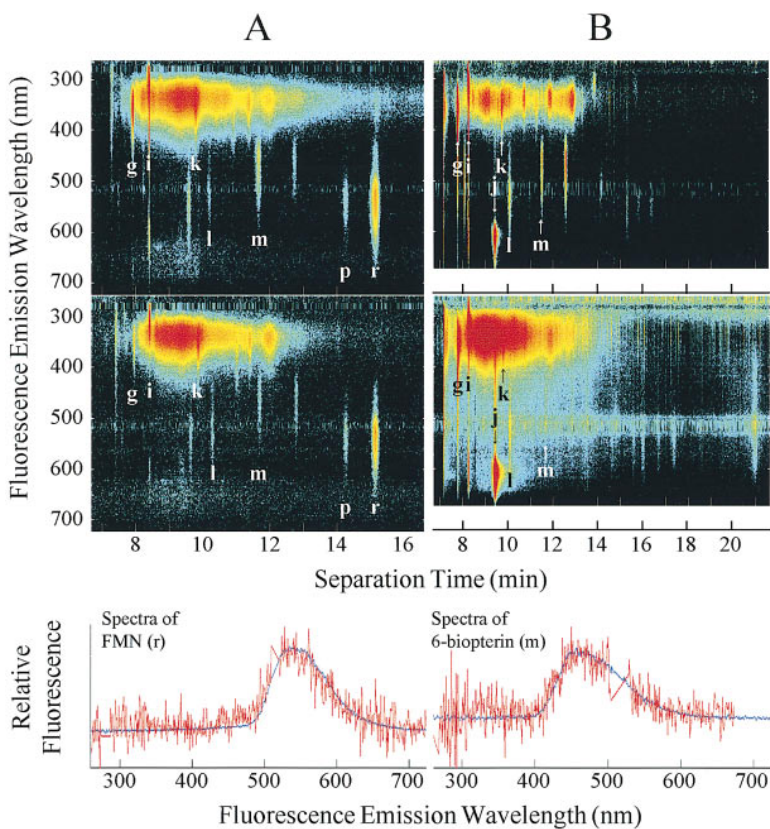 A
B
Fluorescence Emission Wavelength (nm)
300
400
500
600
700
g i k
l m p r
g i k
j
l m
300
400
500
600
700
g i k
l m p r
g i k
j
l m
8 10 12 14 16
8 10 12 14 16 18 20
Separation Time (min)
Relative
Fluorescence
Spectra of
FMN (r)
Spectra of
6-biopterin (m)
300 400 500 600 700
300 400 500 600 700
Fluorescence Emission Wavelength (nm)